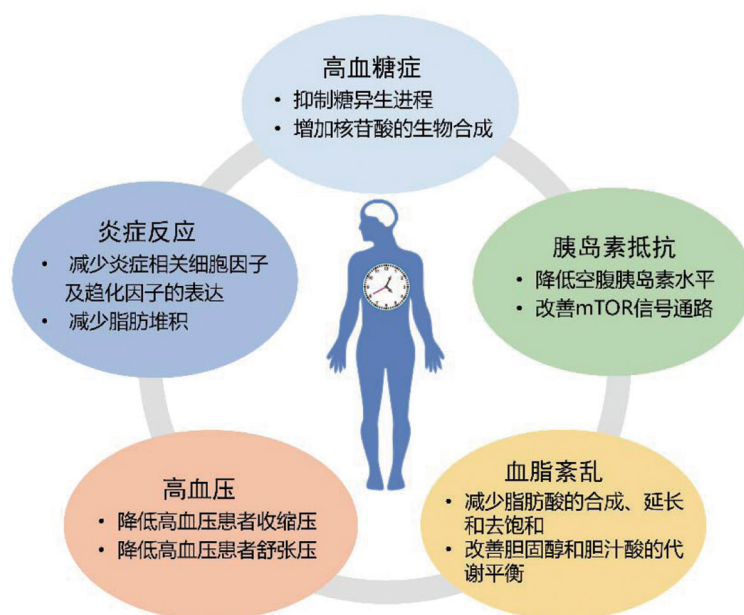 高血糖症
• 抑制糖异生进程
• 增加核苷酸的生物合成
炎症反应
• 减少炎症相关细胞因子
及趋化因子的表达
• 减少脂肪堆积
胰岛素抵抗
• 降低空腹胰岛素水平
• 改善mTOR信号通路
高血压
• 降低高血压患者收缩压
• 降低高血压患者舒张压
血脂紊乱
• 减少脂肪酸的合成、延长
和去饱和
• 改善胆固醇和胆汁酸的代
谢平衡